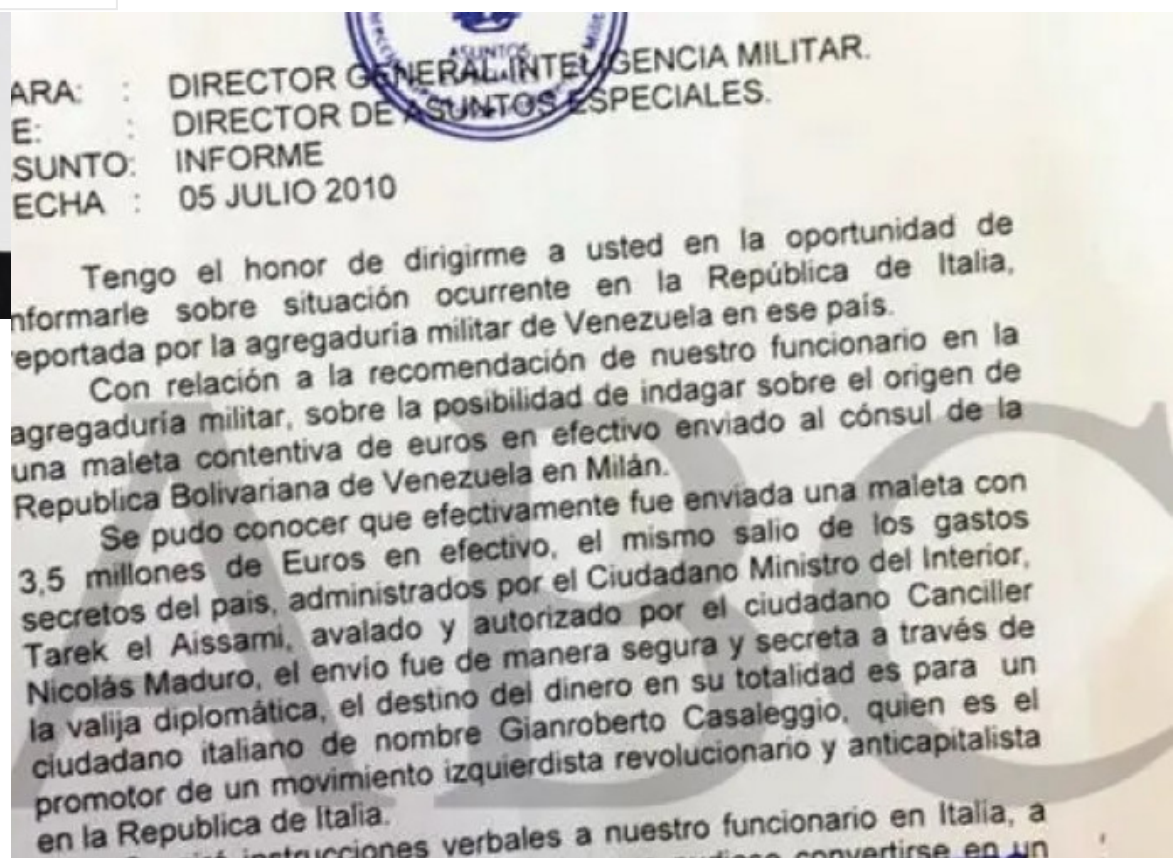 ASUNTOS
ARA: : DIRECTOR GENERAL INTELIGENCIA MILITAR.
E: : DIRECTOR DE ASUNTOS ESPECIALES.
SUNTO: INFORME
ECHA : 05 JULIO 2010
Tengo el honor de dirigirme a usted en la oportunidad de
nformarle sobre situación ocurrente en la República de Italia,
eportada por la agregaduría militar de Venezuela en ese país.
Con relación a la recomendación de nuestro funcionario en la
agregaduría militar, sobre la posibilidad de indagar sobre el origen de
una maleta contentiva de euros en efectivo enviado al cónsul de la
Republica Bolivariana de Venezuela en Milán.
Se pudo conocer que efectivamente fue enviada una maleta con
3,5 millones de Euros en efectivo, el mismo salio de los gastos
secretos del pais, administrados por el Ciudadano Ministro del Interior,
Tarek el Aissami, avalado y autorizado por el ciudadano Canciller
Nicolás Maduro, el envío fue de manera segura y secreta a través de
la valija diplomática, el destino del dinero en su totalidad es para un
ciudadano italiano de nombre Gianroberto Casaleggio, quien es el
promotor de un movimiento izquierdista revolucionario y anticapitalista
en la Republica de Italia.
instrucciones verbales a nuestro funcionario en Italia, a
convertirse en un
ABC